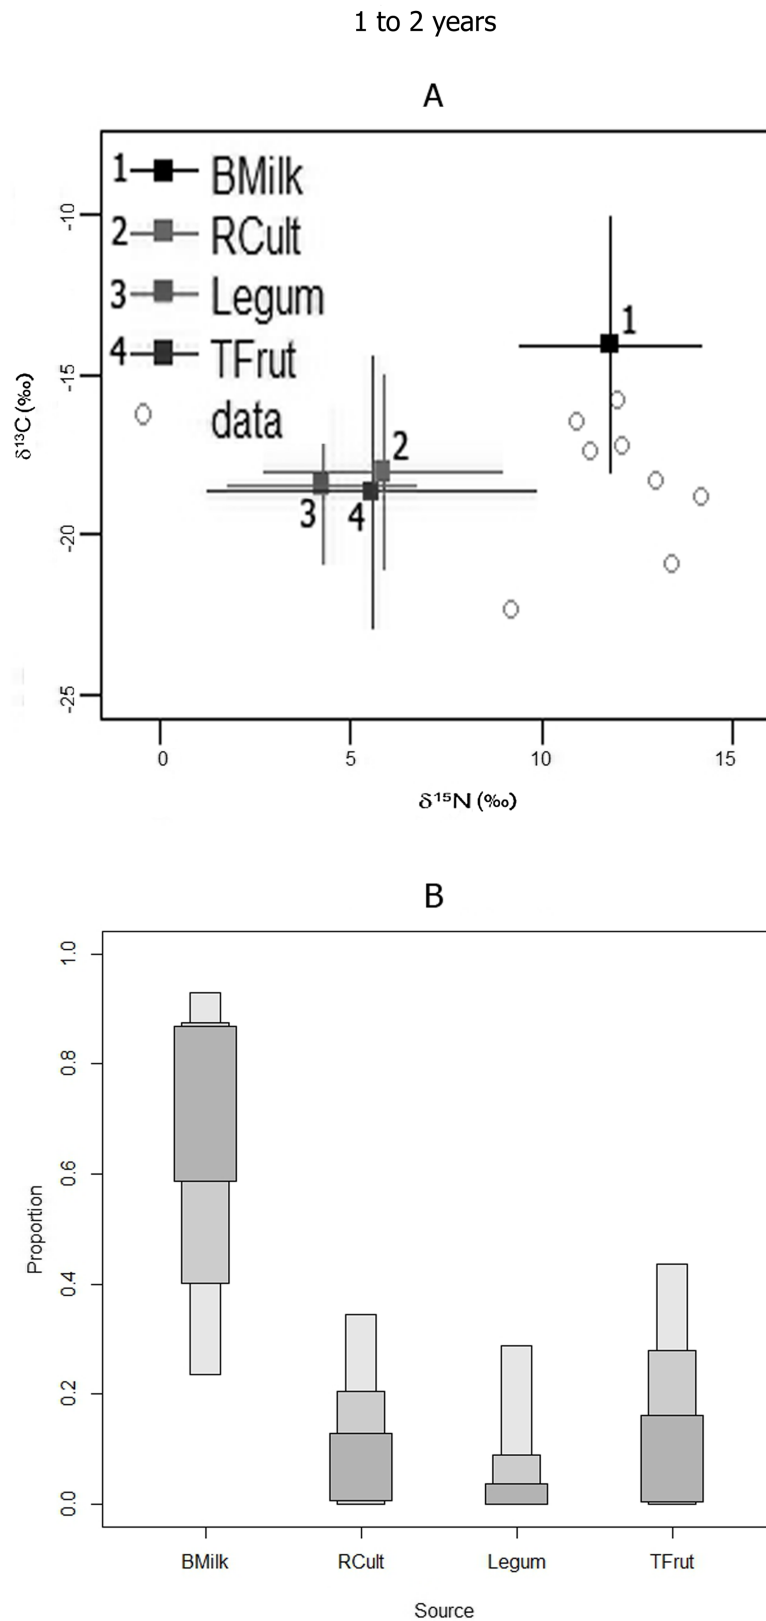 1 to 2 years
A
1 BMilk
2 RCult
3 Legum
4 TFrut
data
-10
-15
-20
-25
δ¹³C (‰)
1
2
3 4
0 5 10 15
δ¹⁵N (‰)
B
1.0
0.8
0.6
0.4
0.2
0.0
Proportion
BMilk RCult Legum TFrut
Source